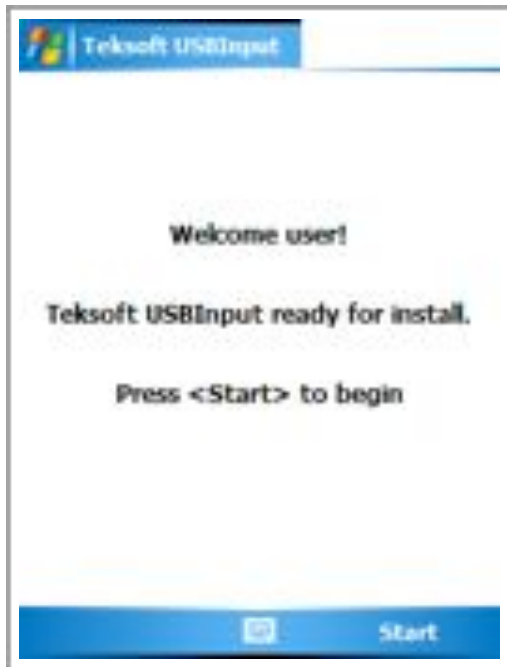 Teksoft USBInput
Welcome user!
Teksoft USBInput ready for install.
Press <Start> to begin
Start